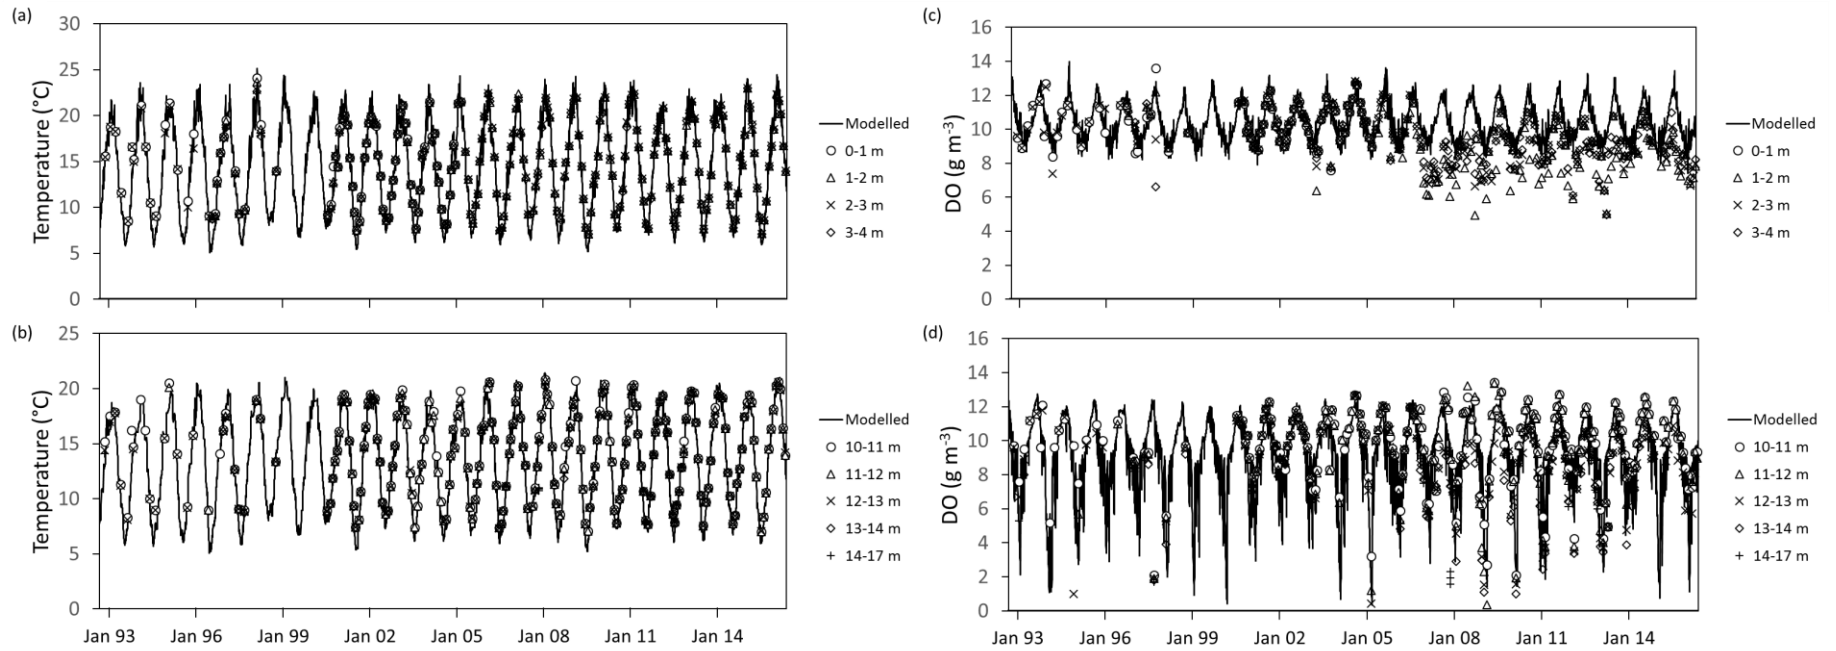 (a)
Temperature (°C)
30
25
20
15
10
5
0
Modelled
0-1 m
1-2 m
2-3 m
3-4 m
(c)
DO (g m⁻³)
16
14
12
10
8
6
4
2
0
Modelled
0-1 m
1-2 m
2-3 m
3-4 m
(b)
Temperature (°C)
25
20
15
10
5
0
Jan 93 Jan 96 Jan 99 Jan 02 Jan 05 Jan 08 Jan 11 Jan 14
Modelled
10-11 m
11-12 m
12-13 m
13-14 m
14-17 m
(d)
DO (g m⁻³)
16
14
12
10
8
6
4
2
0
Jan 93 Jan 96 Jan 99 Jan 02 Jan 05 Jan 08 Jan 11 Jan 14
Modelled
10-11 m
11-12 m
12-13 m
13-14 m
14-17 m